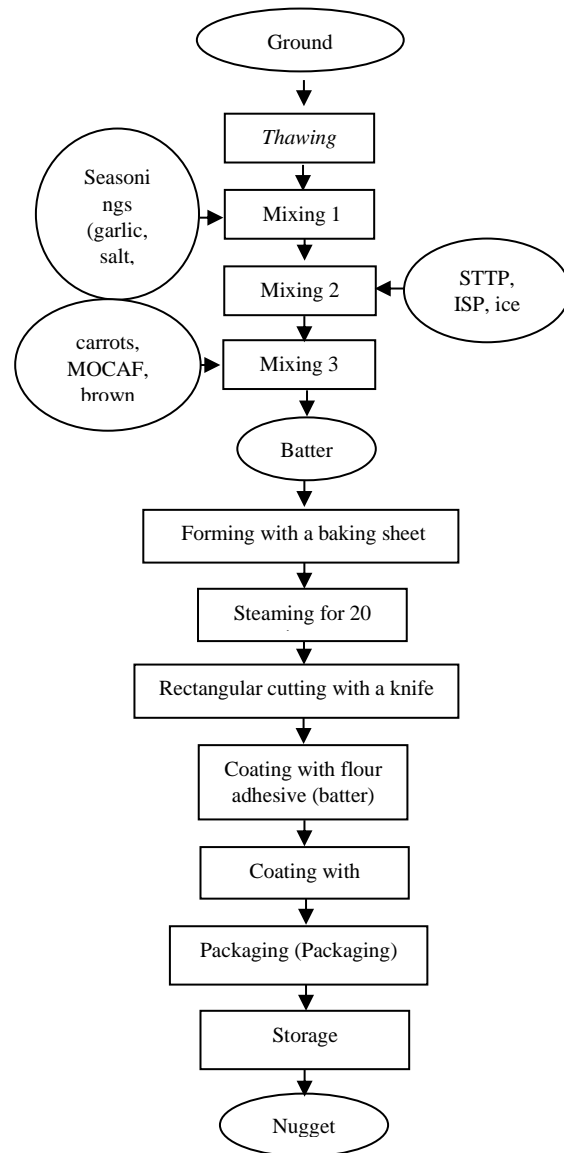 Ground
Thawing
Seasoni
ngs
(garlic,
salt,
Mixing 1
Mixing 2
STTP,
ISP, ice
carrots,
MOCAF,
brown
Mixing 3
Batter
Forming with a baking sheet
Steaming for 20
Rectangular cutting with a knife
Coating with flour
adhesive (batter)
Coating with
Packaging (Packaging)
Storage
Nugget